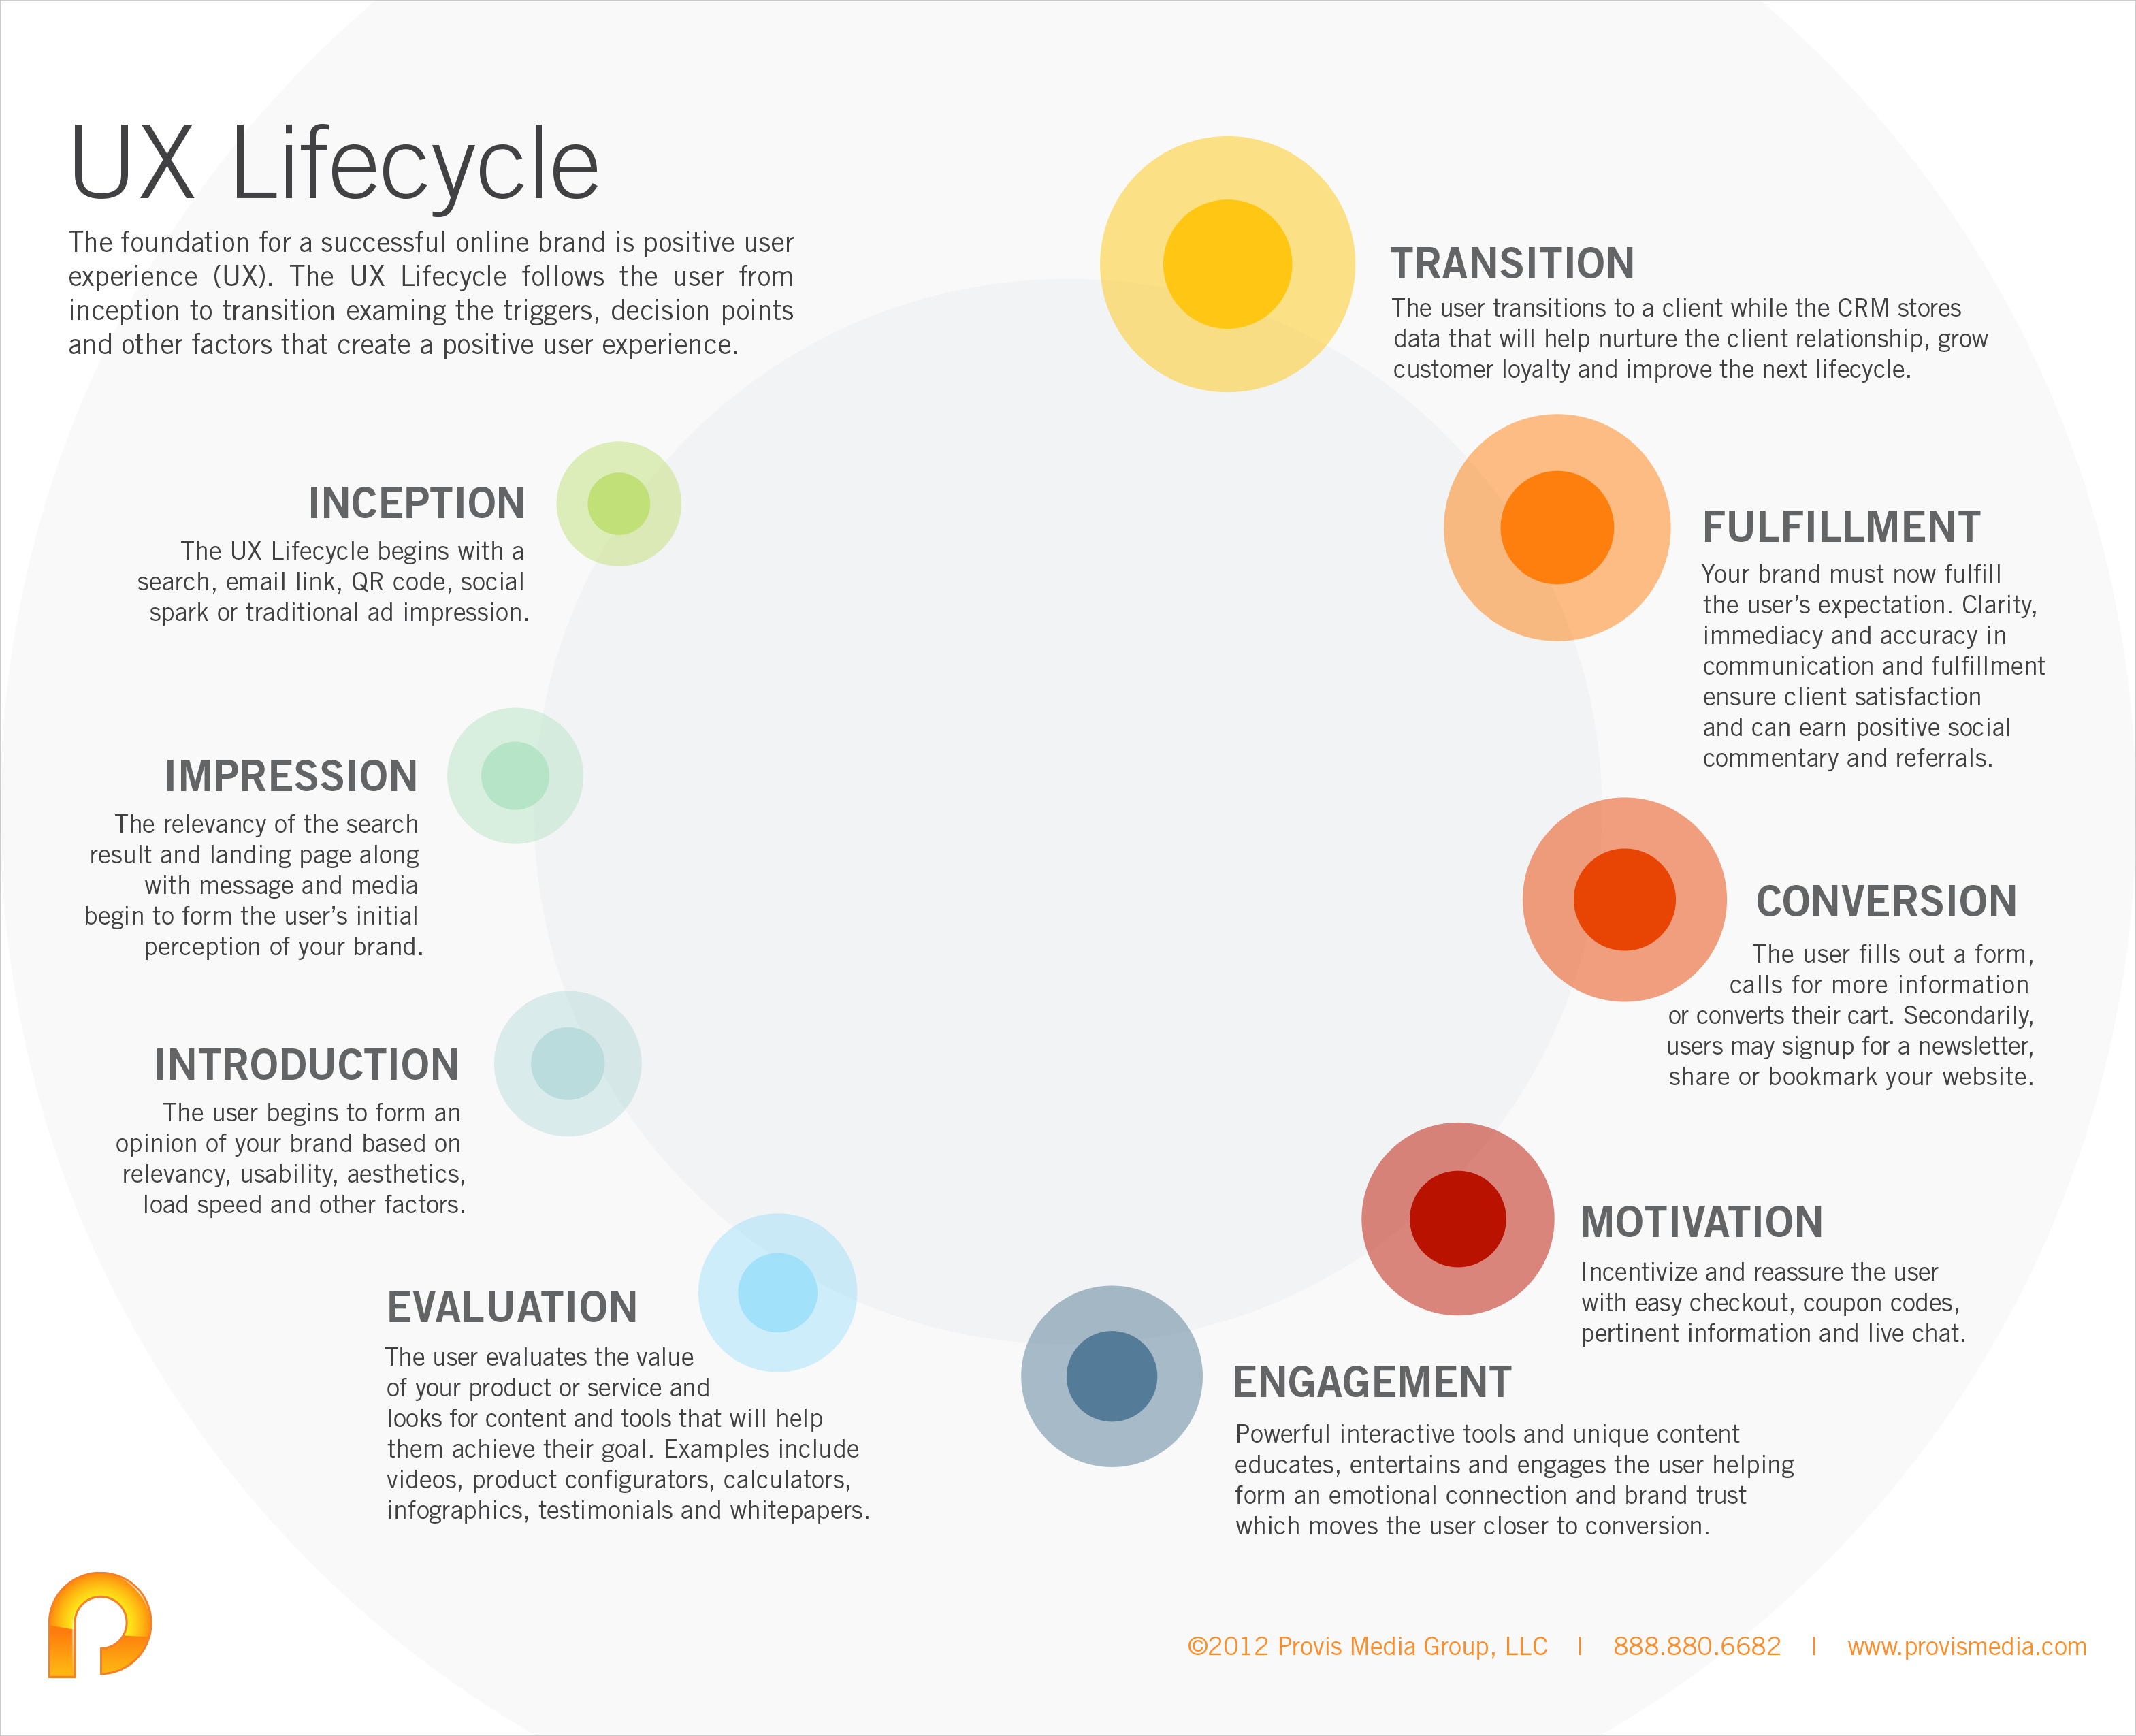 UX Lifecycle
The foundation for a successful online brand is positive user
experience (UX). The UX Lifecycle follows the user from
inception to transition examing the triggers, decision points
and other factors that create a positive user experience.
INCEPTION
The UX Lifecycle begins with a
search, email link, QR code, social
spark or traditional ad impression.
IMPRESSION
The relevancy of the search
result and landing page along
with message and media
begin to form the user’s initial
perception of your brand.
INTRODUCTION
The user begins to form an
opinion of your brand based on
relevancy, usability, aesthetics,
load speed and other factors.
EVALUATION
The user evaluates the value
of your product or service and
looks for content and tools that will help
them achieve their goal. Examples include
videos, product configurators, calculators,
infographics, testimonials and whitepapers.
ENGAGEMENT
Powerful interactive tools and unique content
educates, entertains and engages the user helping
form an emotional connection and brand trust
which moves the user closer to conversion.
MOTIVATION
Incentivize and reassure the user
with easy checkout, coupon codes,
pertinent information and live chat.
CONVERSION
The user fills out a form,
calls for more information
or converts their cart. Secondarily,
users may signup for a newsletter,
share or bookmark your website.
FULFILLMENT
Your brand must now fulfill
the user’s expectation. Clarity,
immediacy and accuracy in
communication and fulfillment
ensure client satisfaction
and can earn positive social
commentary and referrals.
TRANSITION
The user transitions to a client while the CRM stores
data that will help nurture the client relationship, grow
customer loyalty and improve the next lifecycle.
©2012 Provis Media Group, LLC | 888.880.6682 | www.provismedia.com